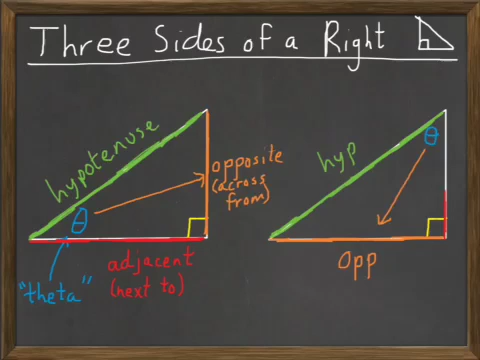 Three Sides of a Right
hypotenuse
opposite
(across
from)
θ
adjacent
(next to)
"theta"
hyp
θ
opp